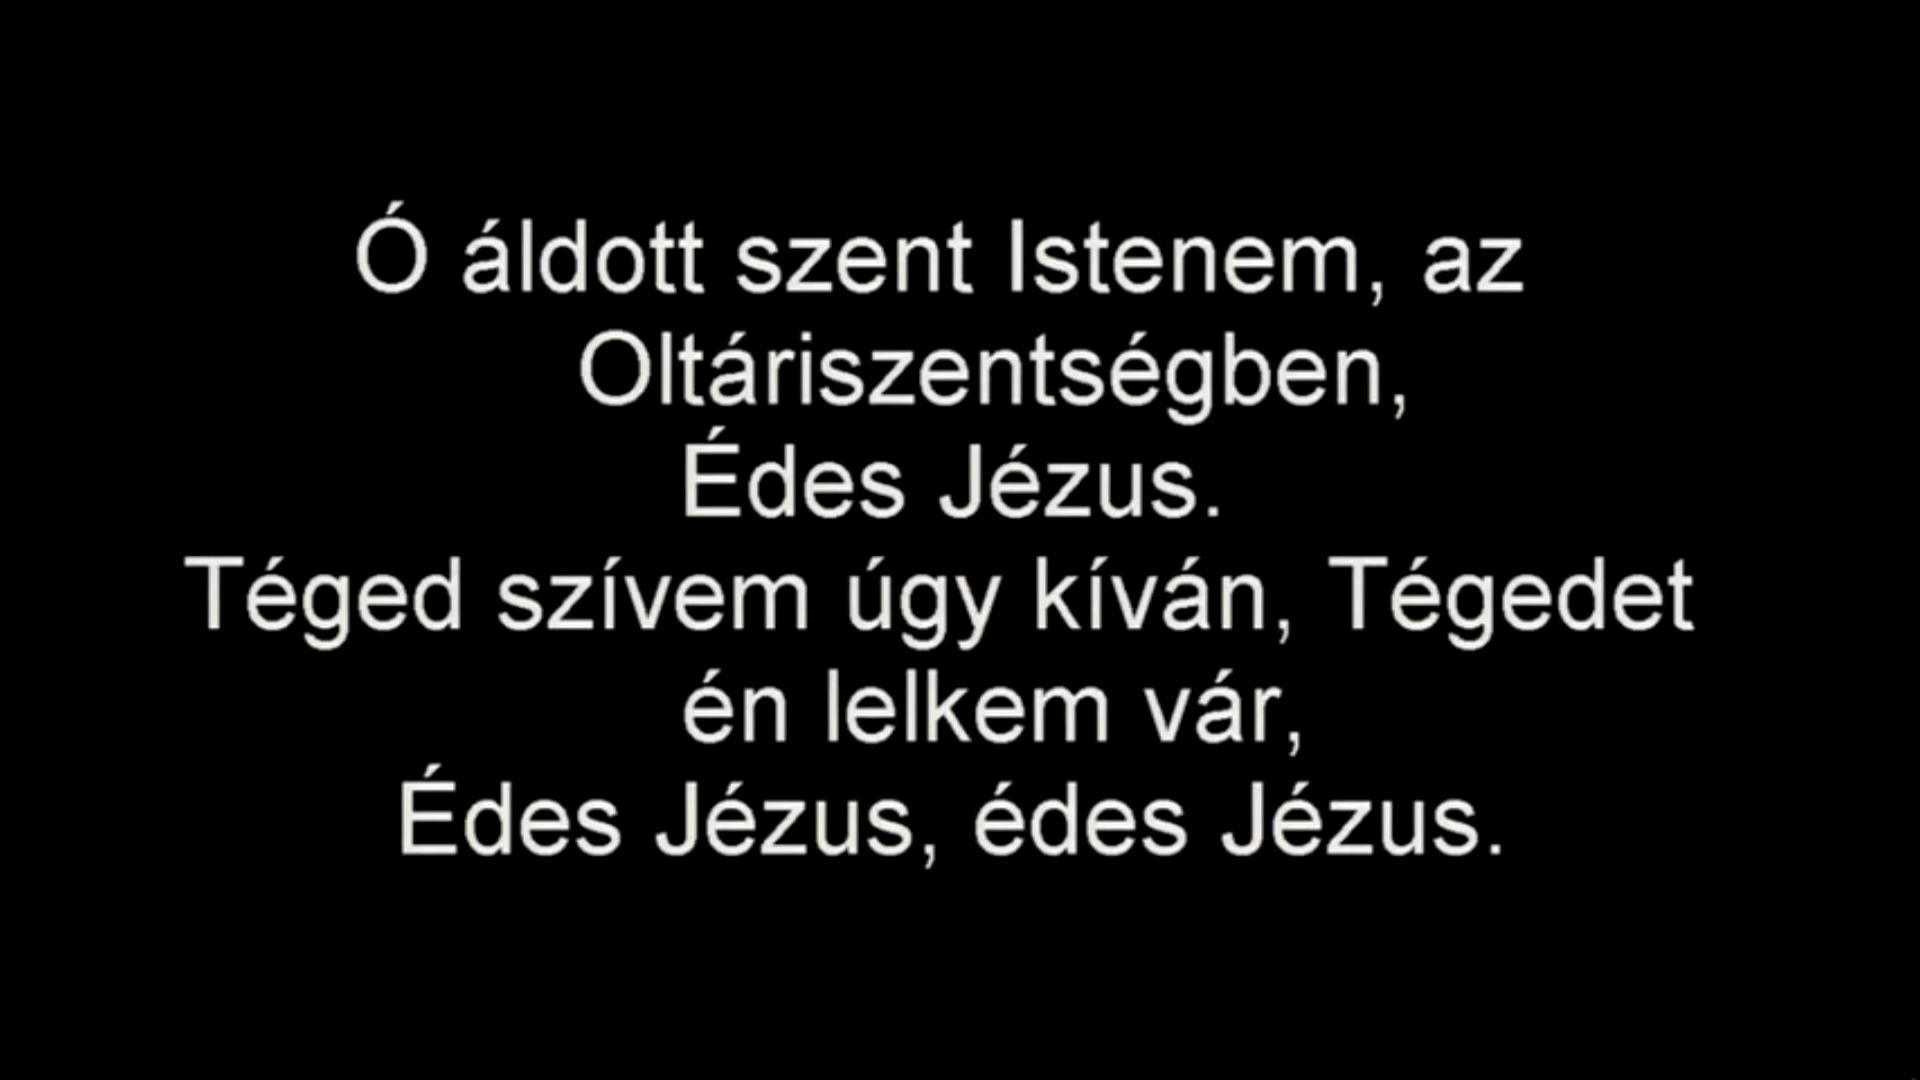 Ó áldott szent Istenem, az
Oltáriszentségben,
Édes Jézus.
Téged szívem úgy kíván, Tégedet
én lelkem vár,
Édes Jézus, édes Jézus.